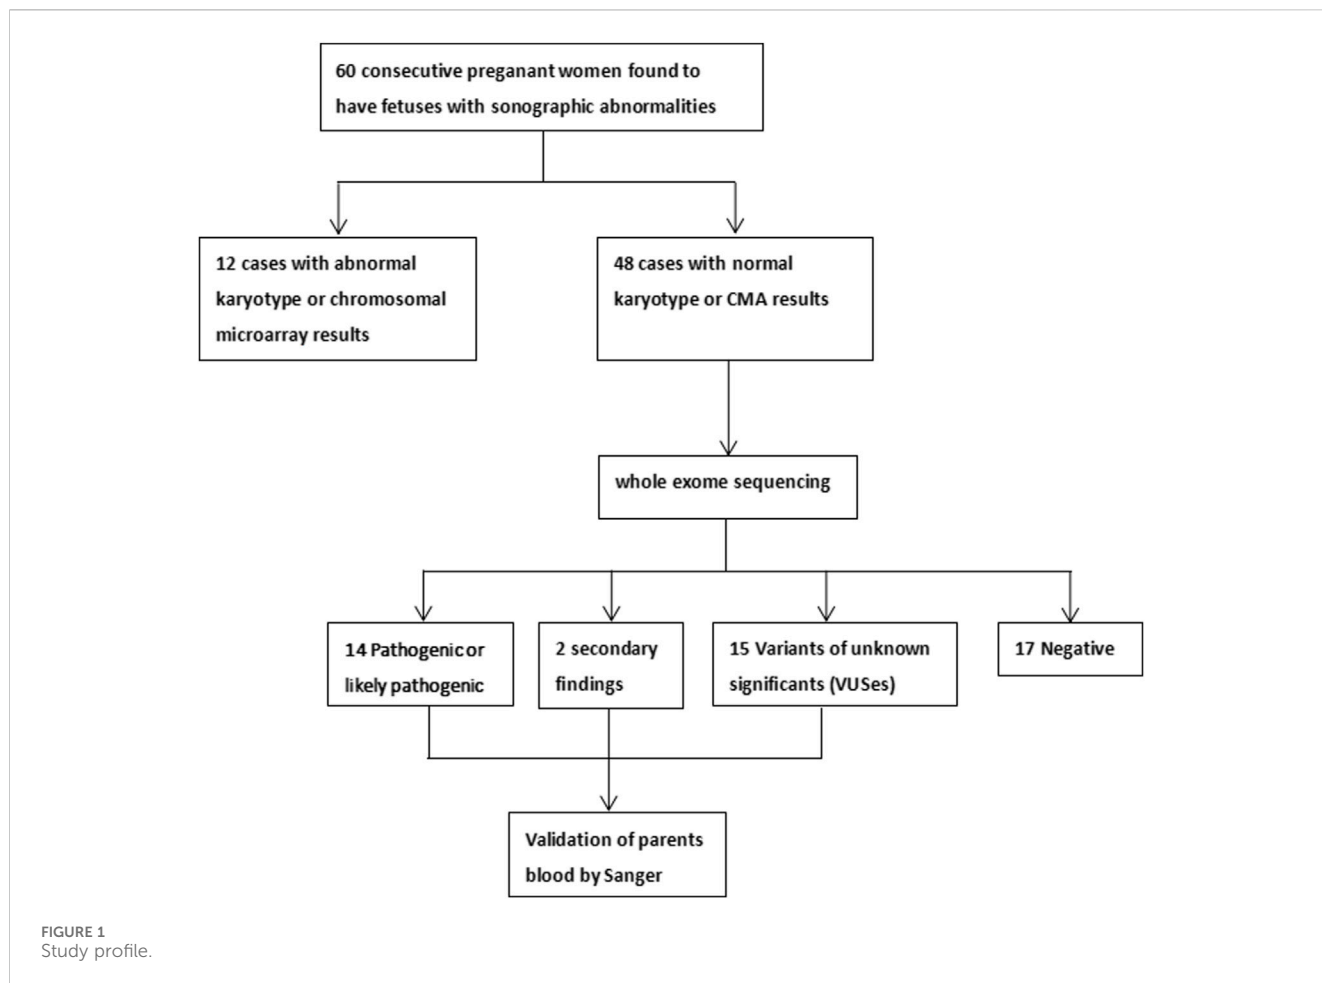 60 consecutive preganant women found to
have fetuses with sonographic abnormalities
12 cases with abnormal
karyotype or chromosomal
microarray results
48 cases with normal
karyotype or CMA results
whole exome sequencing
14 Pathogenic or
likely pathogenic
2 secondary
findings
15 Variants of unknown
significants (VUSes)
17 Negative
Validation of parents
blood by Sanger
FIGURE 1
Study profile.